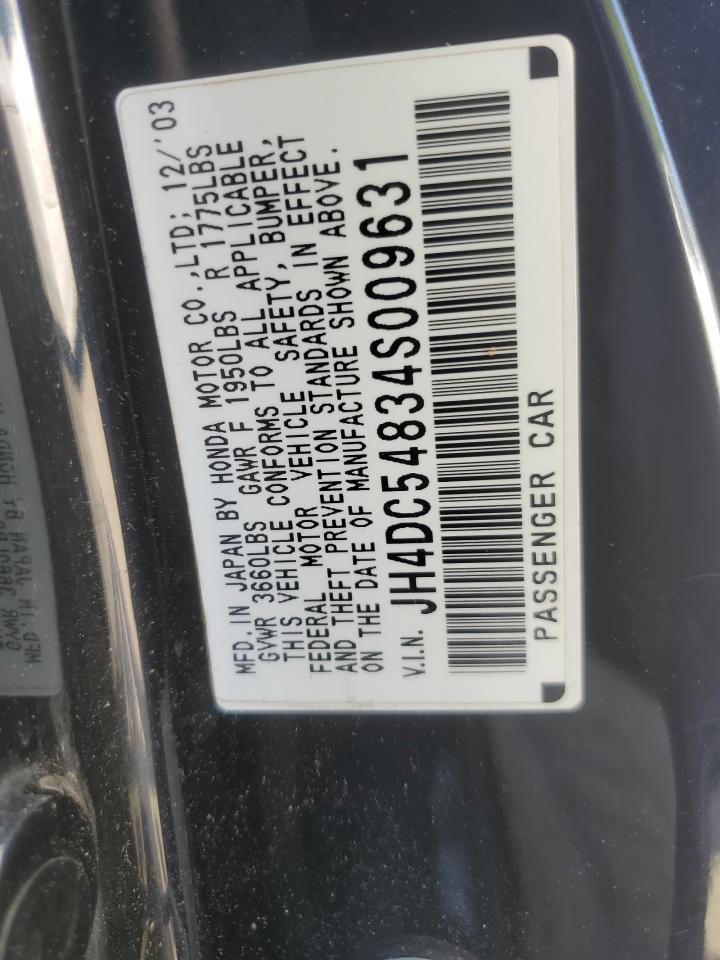 MFD. IN JAPAN BY HONDA MOTOR CO.,LTD; 12/'03
GVWR 3660LBS GAWR F 1950LBS R 1775LBS
THIS VEHICLE CONFORMS TO ALL APPLICABLE
FEDERAL MOTOR VEHICLE SAFETY, BUMPER,
AND THEFT PREVENTION STANDARDS IN EFFECT
ON THE DATE OF MANUFACTURE SHOWN ABOVE.
V.I.N. JH4DC54834S009631
PASSENGER CAR